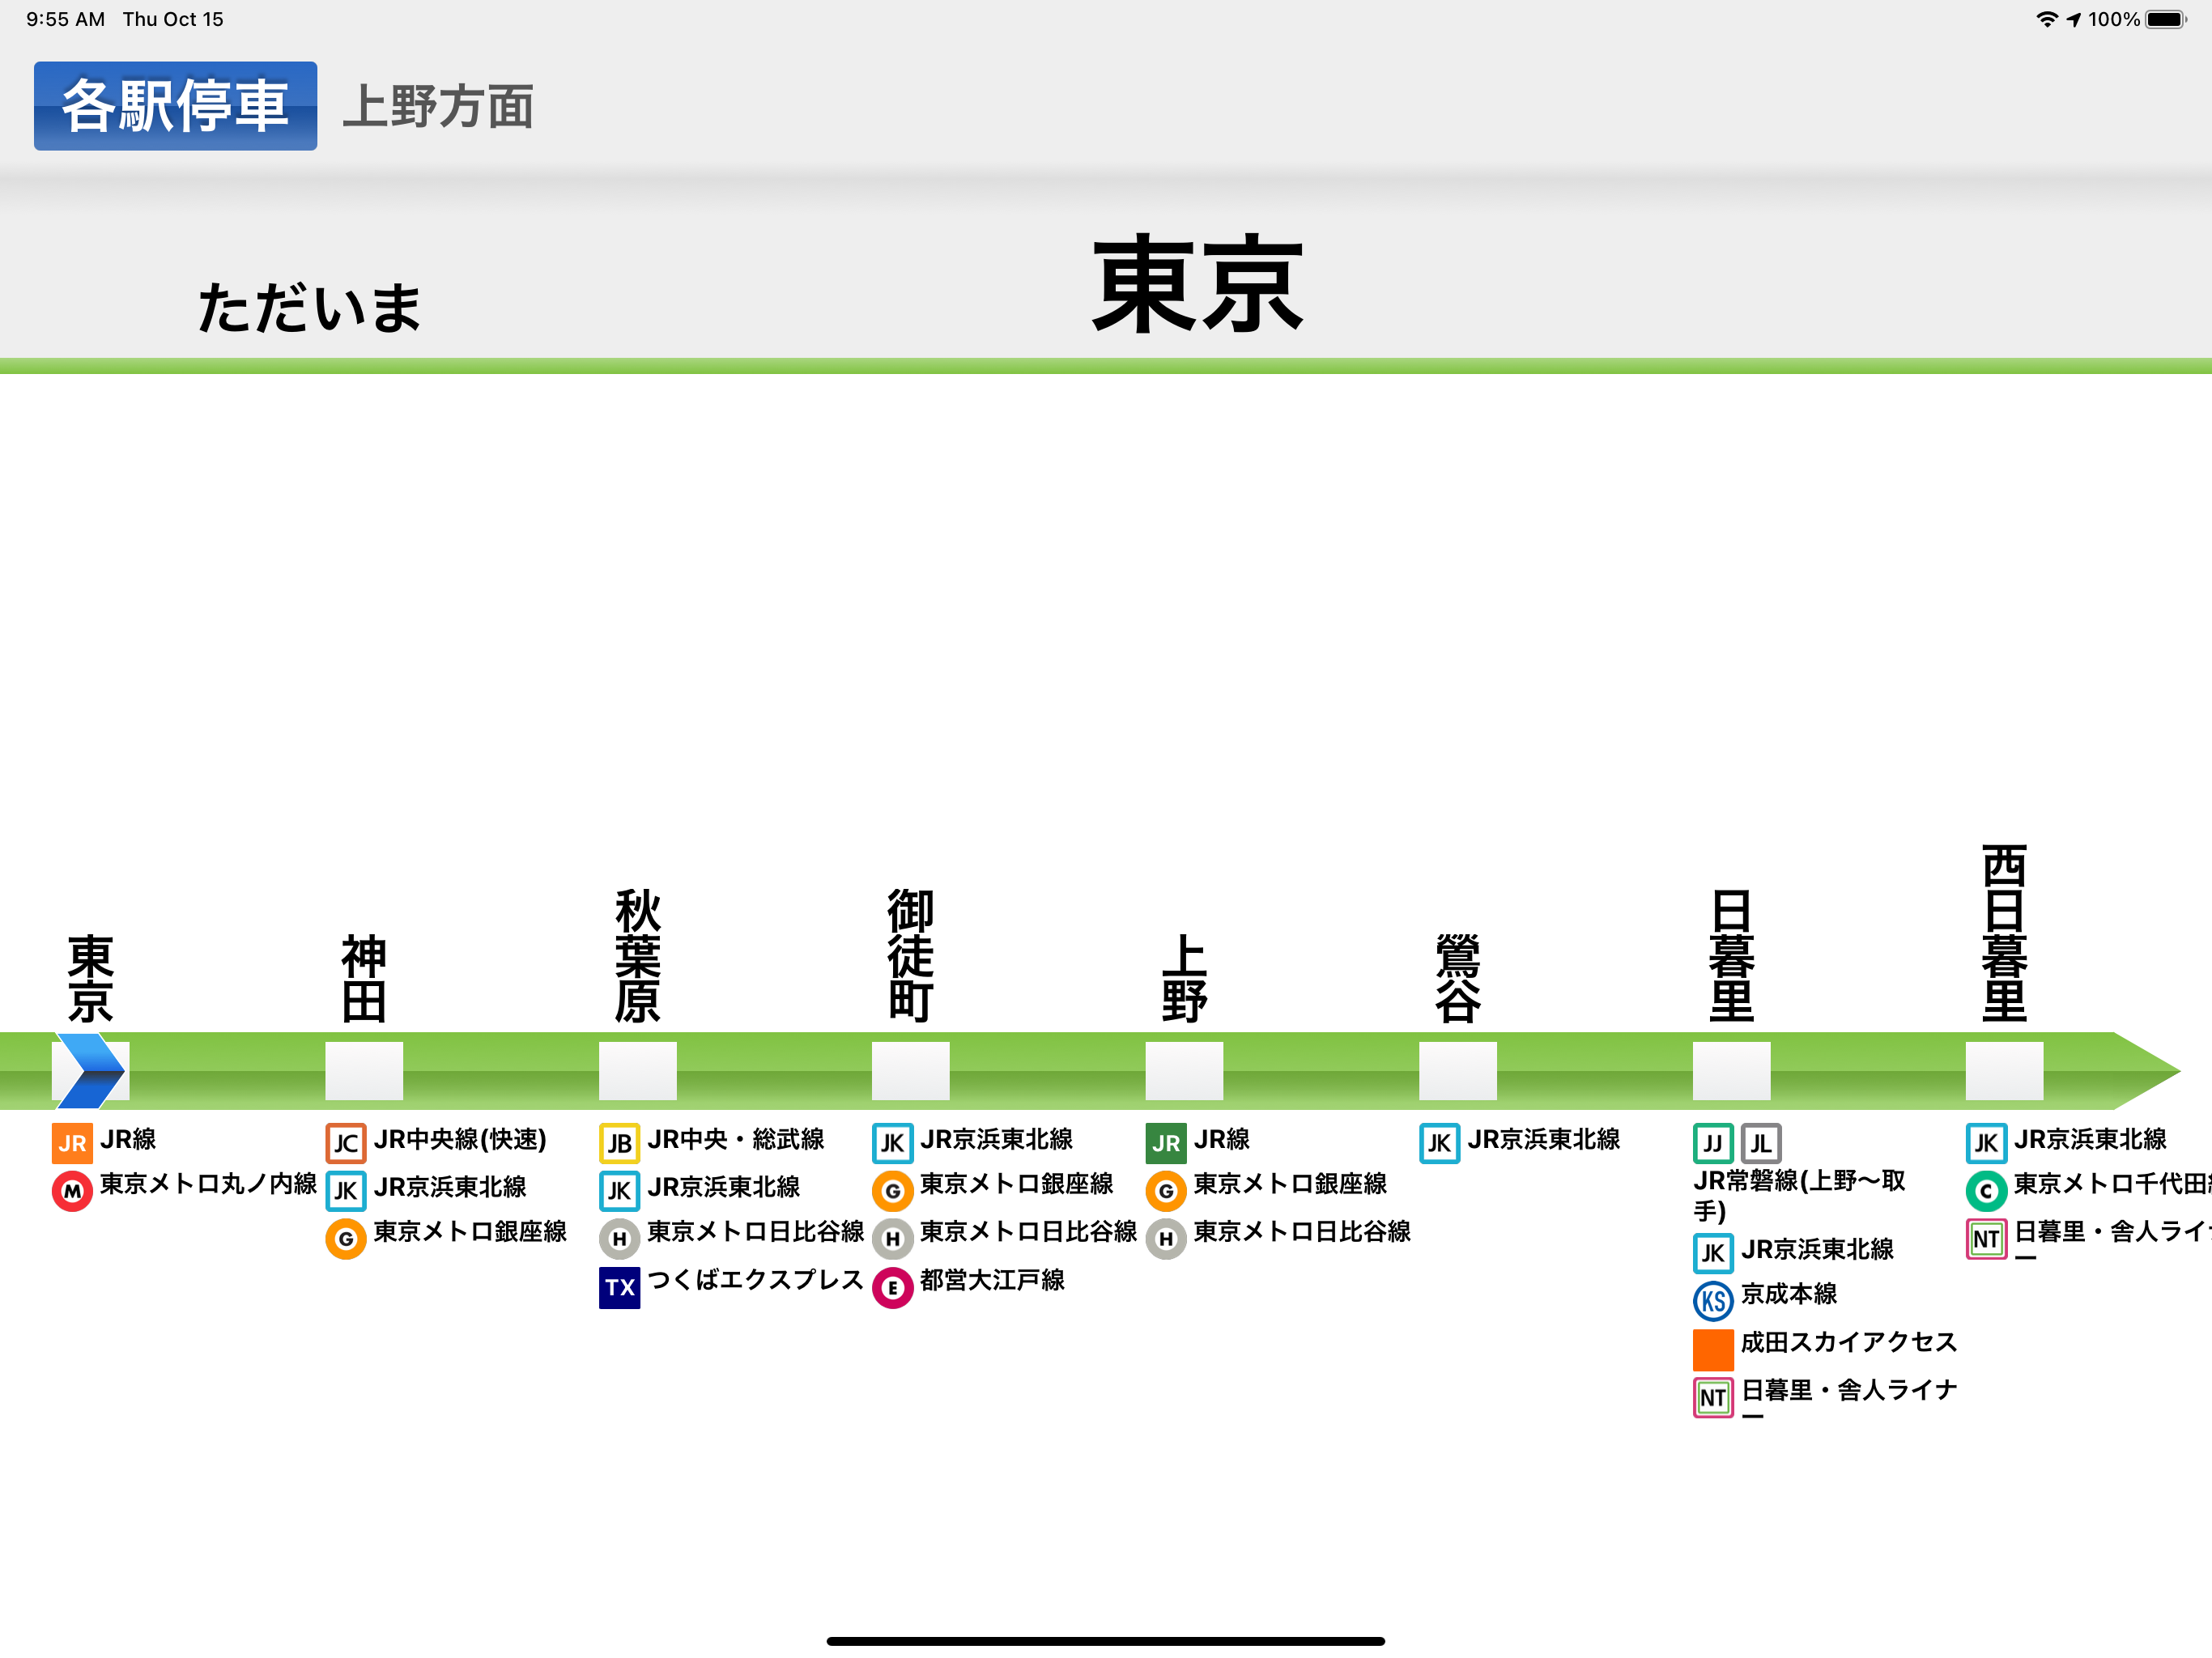 9:55 AM Thu Oct 15
100%
各駅停車 上野方面
ただいま 東京
東京
神田
秋葉原
御徒町
上野
鶯谷
日暮里
西日暮里
JR JR線
M 東京メトロ丸ノ内線
JC JR中央線(快速)
JK JR京浜東北線
G 東京メトロ銀座線
JB JR中央・総武線
JK JR京浜東北線
H 東京メトロ日比谷線
TX つくばエクスプレス
JK JR京浜東北線
G 東京メトロ銀座線
H 東京メトロ日比谷線
E 都営大江戸線
JR JR線
G 東京メトロ銀座線
H 東京メトロ日比谷線
JK JR京浜東北線
JJ JL
JR常磐線(上野〜取
手)
JK JR京浜東北線
KS 京成本線
成田スカイアクセス
NT 日暮里・舎人ライナ
ー
JK JR京浜東北線
C 東京メトロ千代田
NT 日暮里・舎人ライ
ー